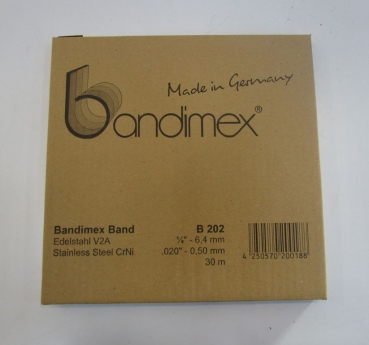 Made in Germany
bandimex®
Bandimex Band B 202
Edelstahl V2A ¼" - 6,4 mm
Stainless Steel CrNi .020" - 0,50 mm
30 m
4 250570 200188